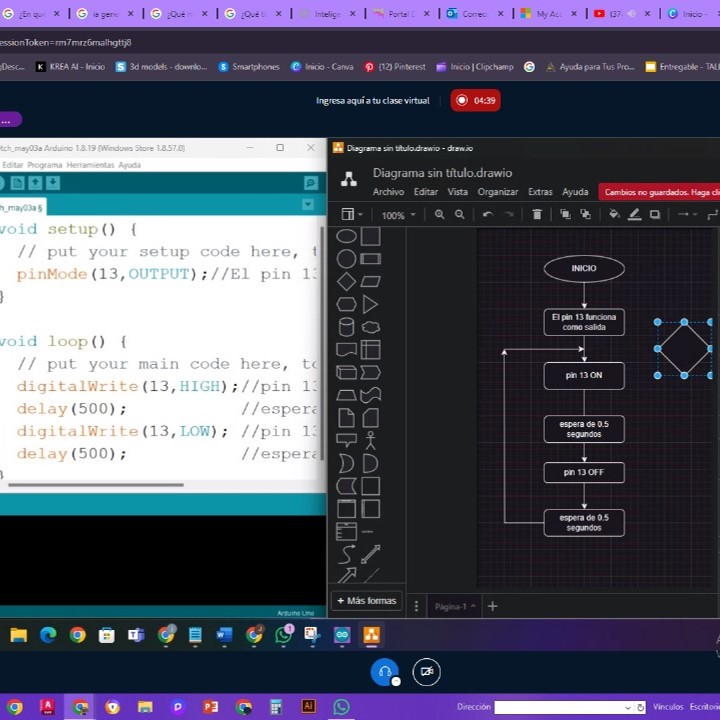 ¿En que
la gene
¿Qué n
¿Qué t
Intelige
Portal D
Correo
My Acc
(37
Inicio -
essionToken=rm7mrz6malhgttj8
gDesc...
KREA AI - Inicio
3d models - downlo...
Smartphones
Inicio - Canva
(12) Pinterest
Inicio | Clipchamp
Ayuda para Tus Pro...
Entregable - TAL
Ingresa aquí a tu clase virtual
04:39
...
tch_may03a Arduino 1.8.19 (Windows Store 1.8.57.0)
Editar Programa Herramientas Ayuda
ch_may03a §
void setup() {
// put your setup code here, t
pinMode(13,OUTPUT);//El pin 13
}
void loop() {
// put your main code here, to
digitalWrite(13,HIGH);//pin 13
delay(500); //espera
digitalWrite(13,LOW); //pin 13
delay(500); //espera
}
Arduino Uno
Diagrama sin título.drawio - draw.io
Diagrama sin título.drawio
Archivo Editar Vista Organizar Extras Ayuda
Cambios no guardados. Haga clic
100%
INICIO
El pin 13 funciona
como salida
pin 13 ON
espera de 0.5
segundos
pin 13 OFF
espera de 0.5
segundos
+ Más formas
Página-1
Dirección
Vínculos
Escritorio